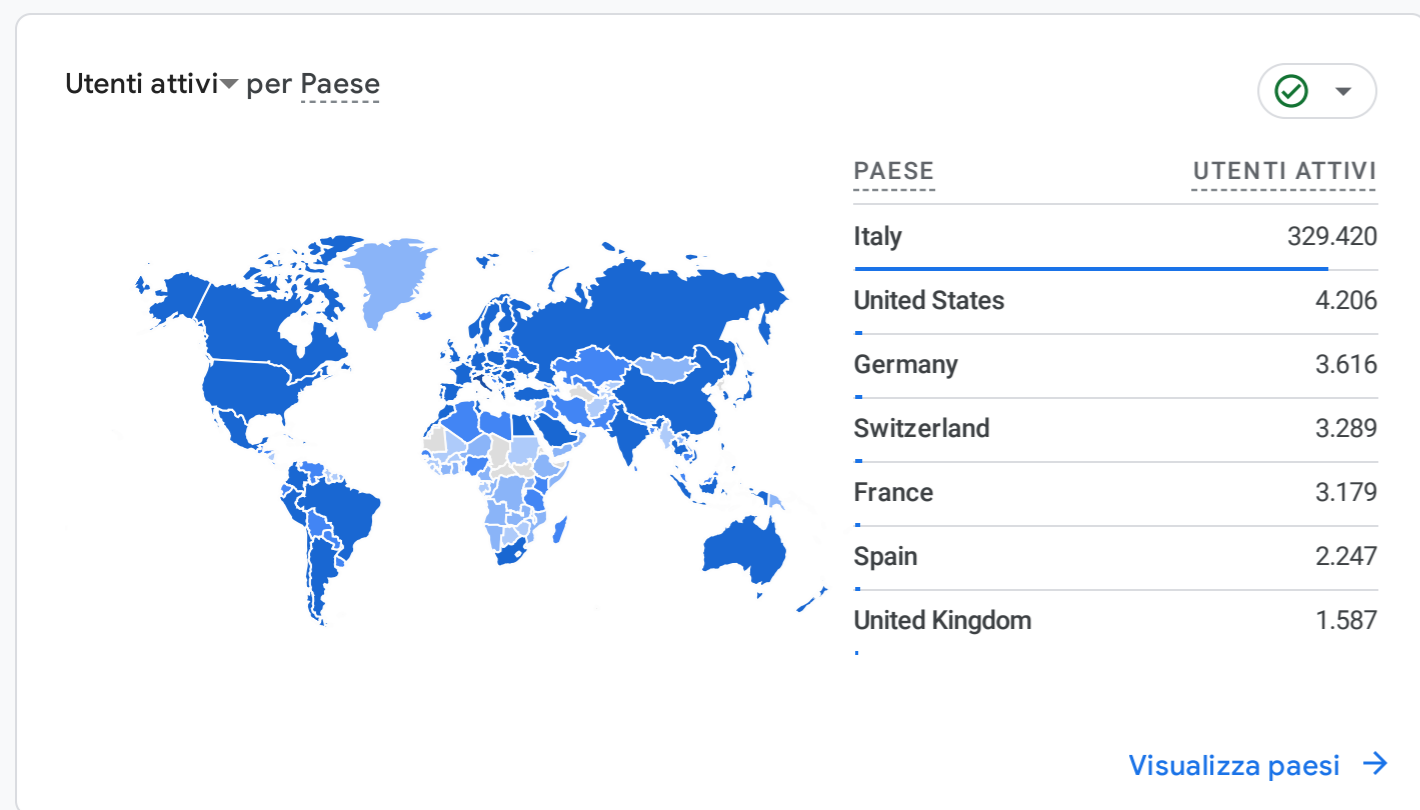 Utenti attivi per Paese
PAESE UTENTI ATTIVI
Italy 329.420
United States 4.206
Germany 3.616
Switzerland 3.289
France 3.179
Spain 2.247
United Kingdom 1.587
Visualizza paesi